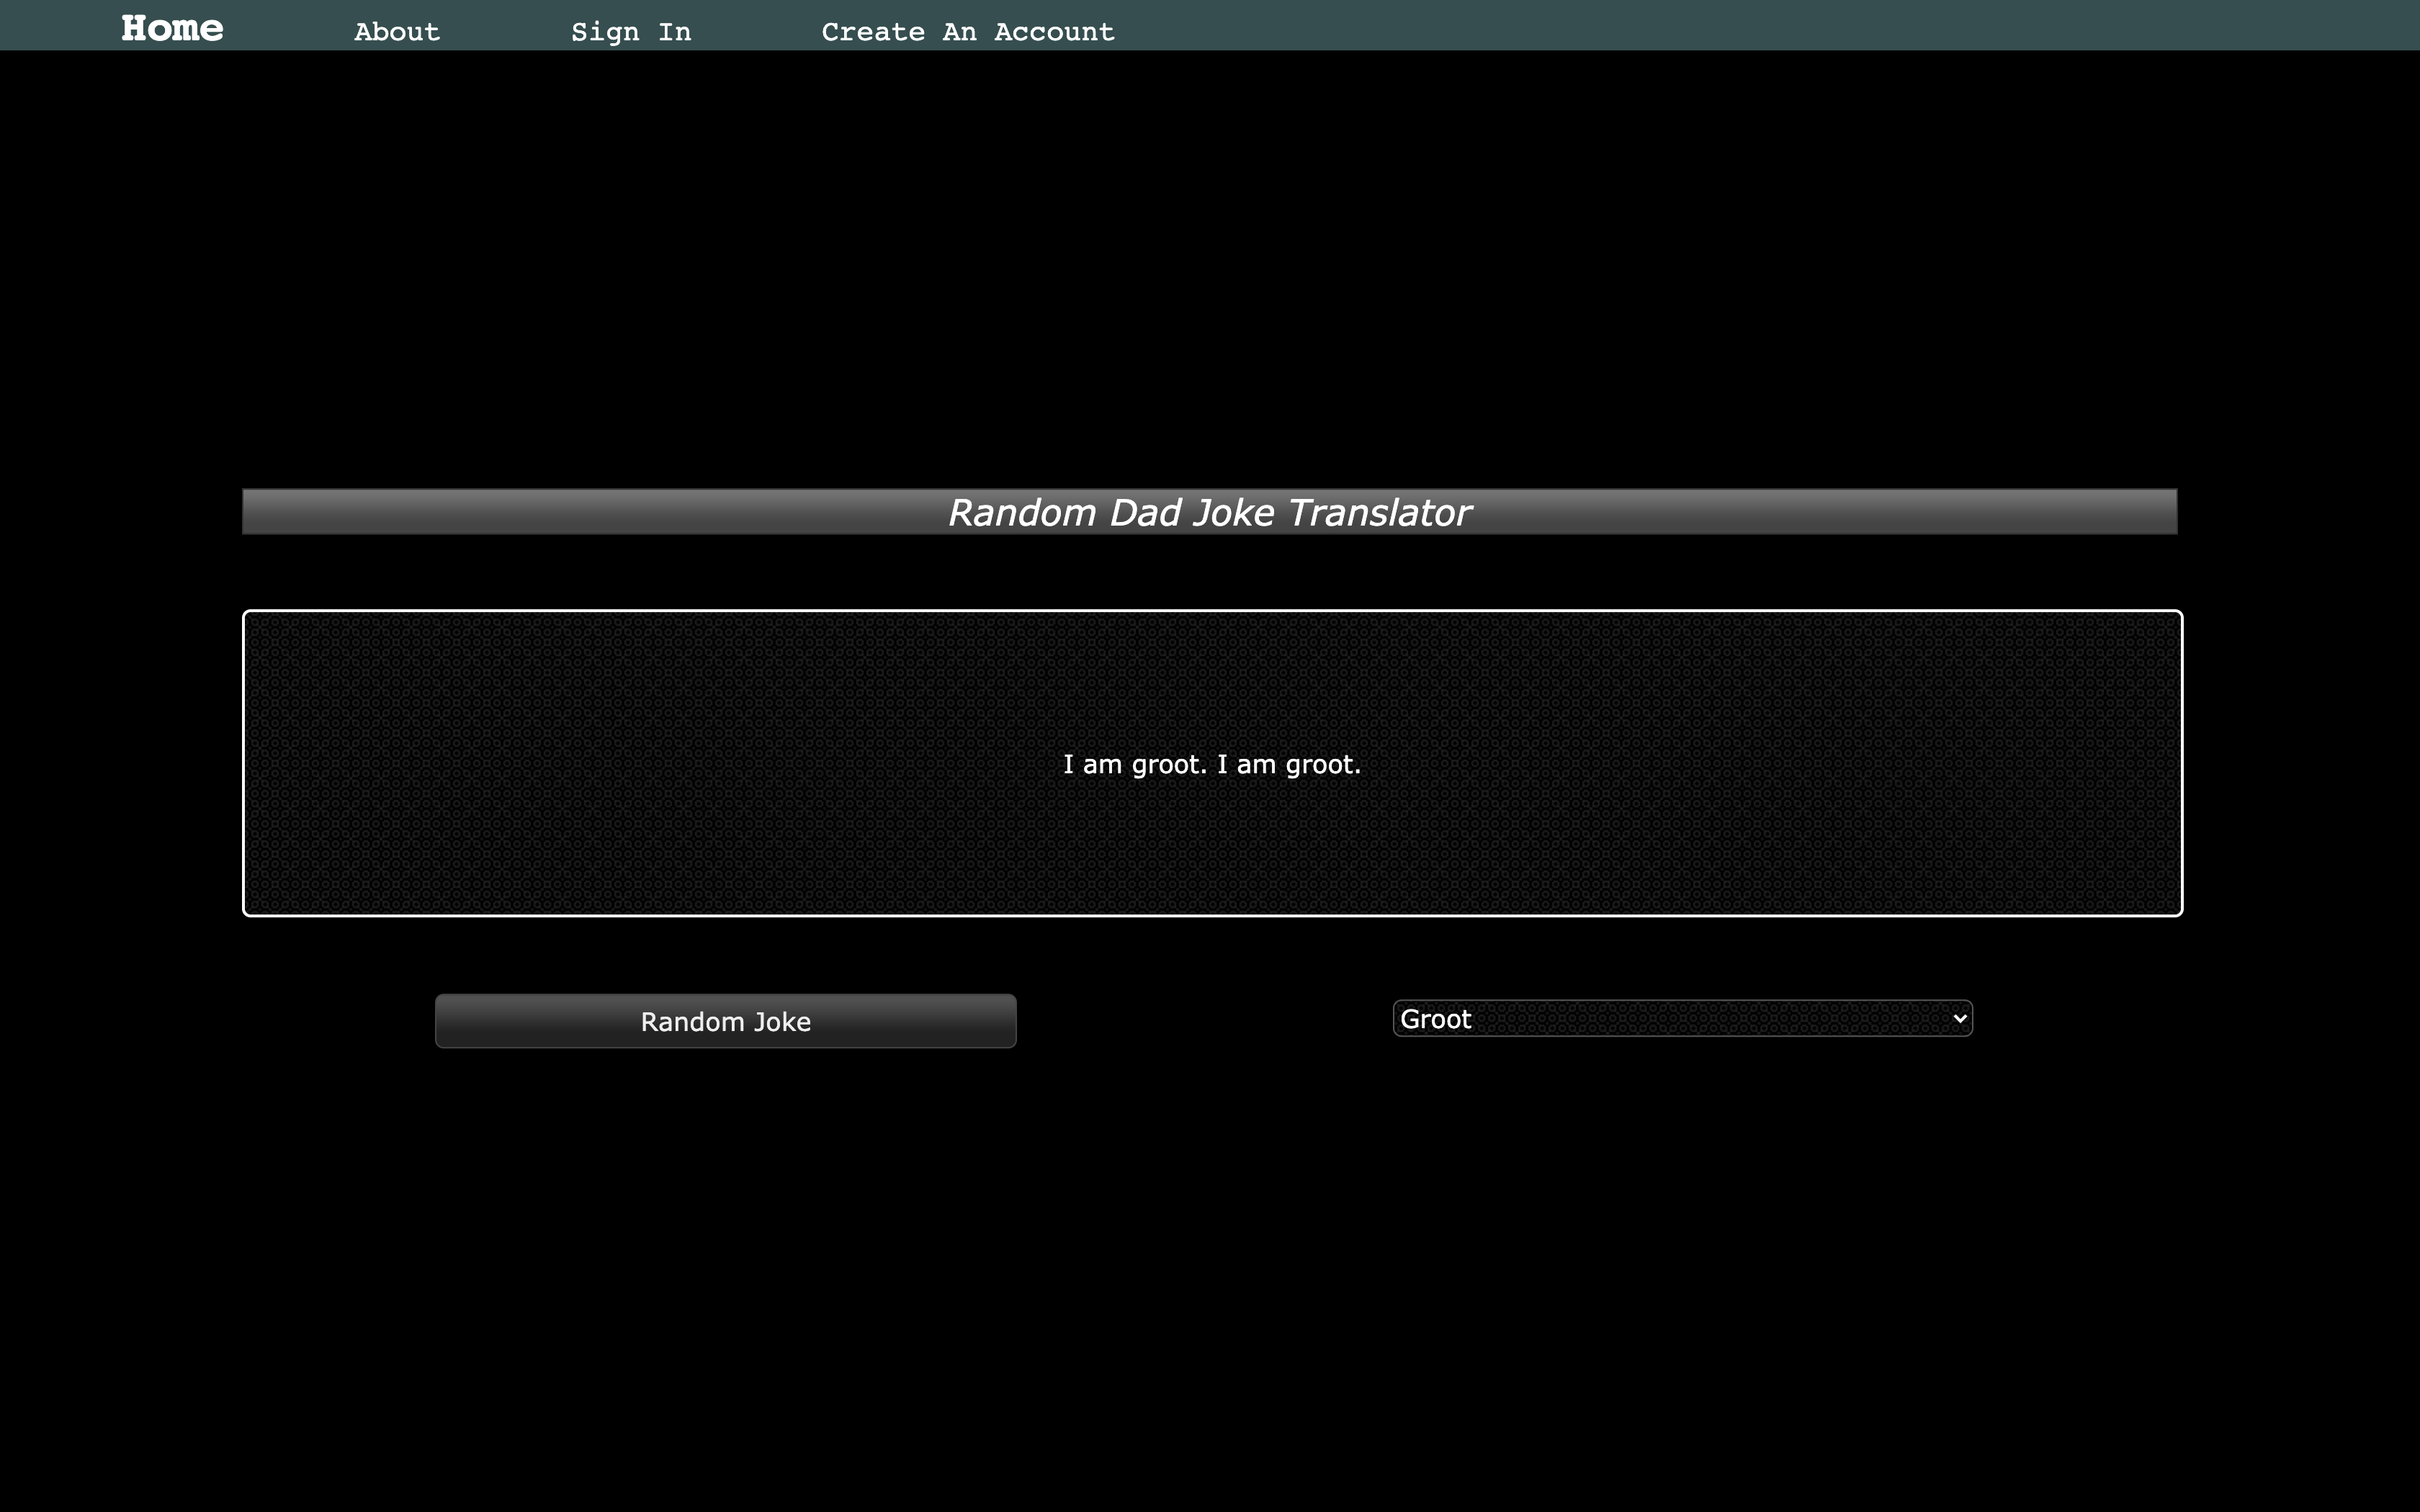 Home About Sign In Create An Account
Random Dad Joke Translator
I am groot. I am groot.
Random Joke Groot